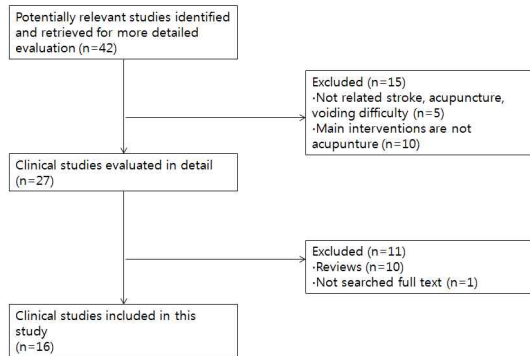 Potentially relevant studies identified
and retrieved for more detailed
evaluation (n=42)
Excluded (n=15)
·Not related stroke, acupuncture,
voiding difficulty (n=5)
·Main interventions are not
acupunture (n=10)
Clinical studies evaluated in detail
(n=27)
Excluded (n=11)
·Reviews (n=10)
·Not searched full text (n=1)
Clinical studies included in this
study
(n=16)